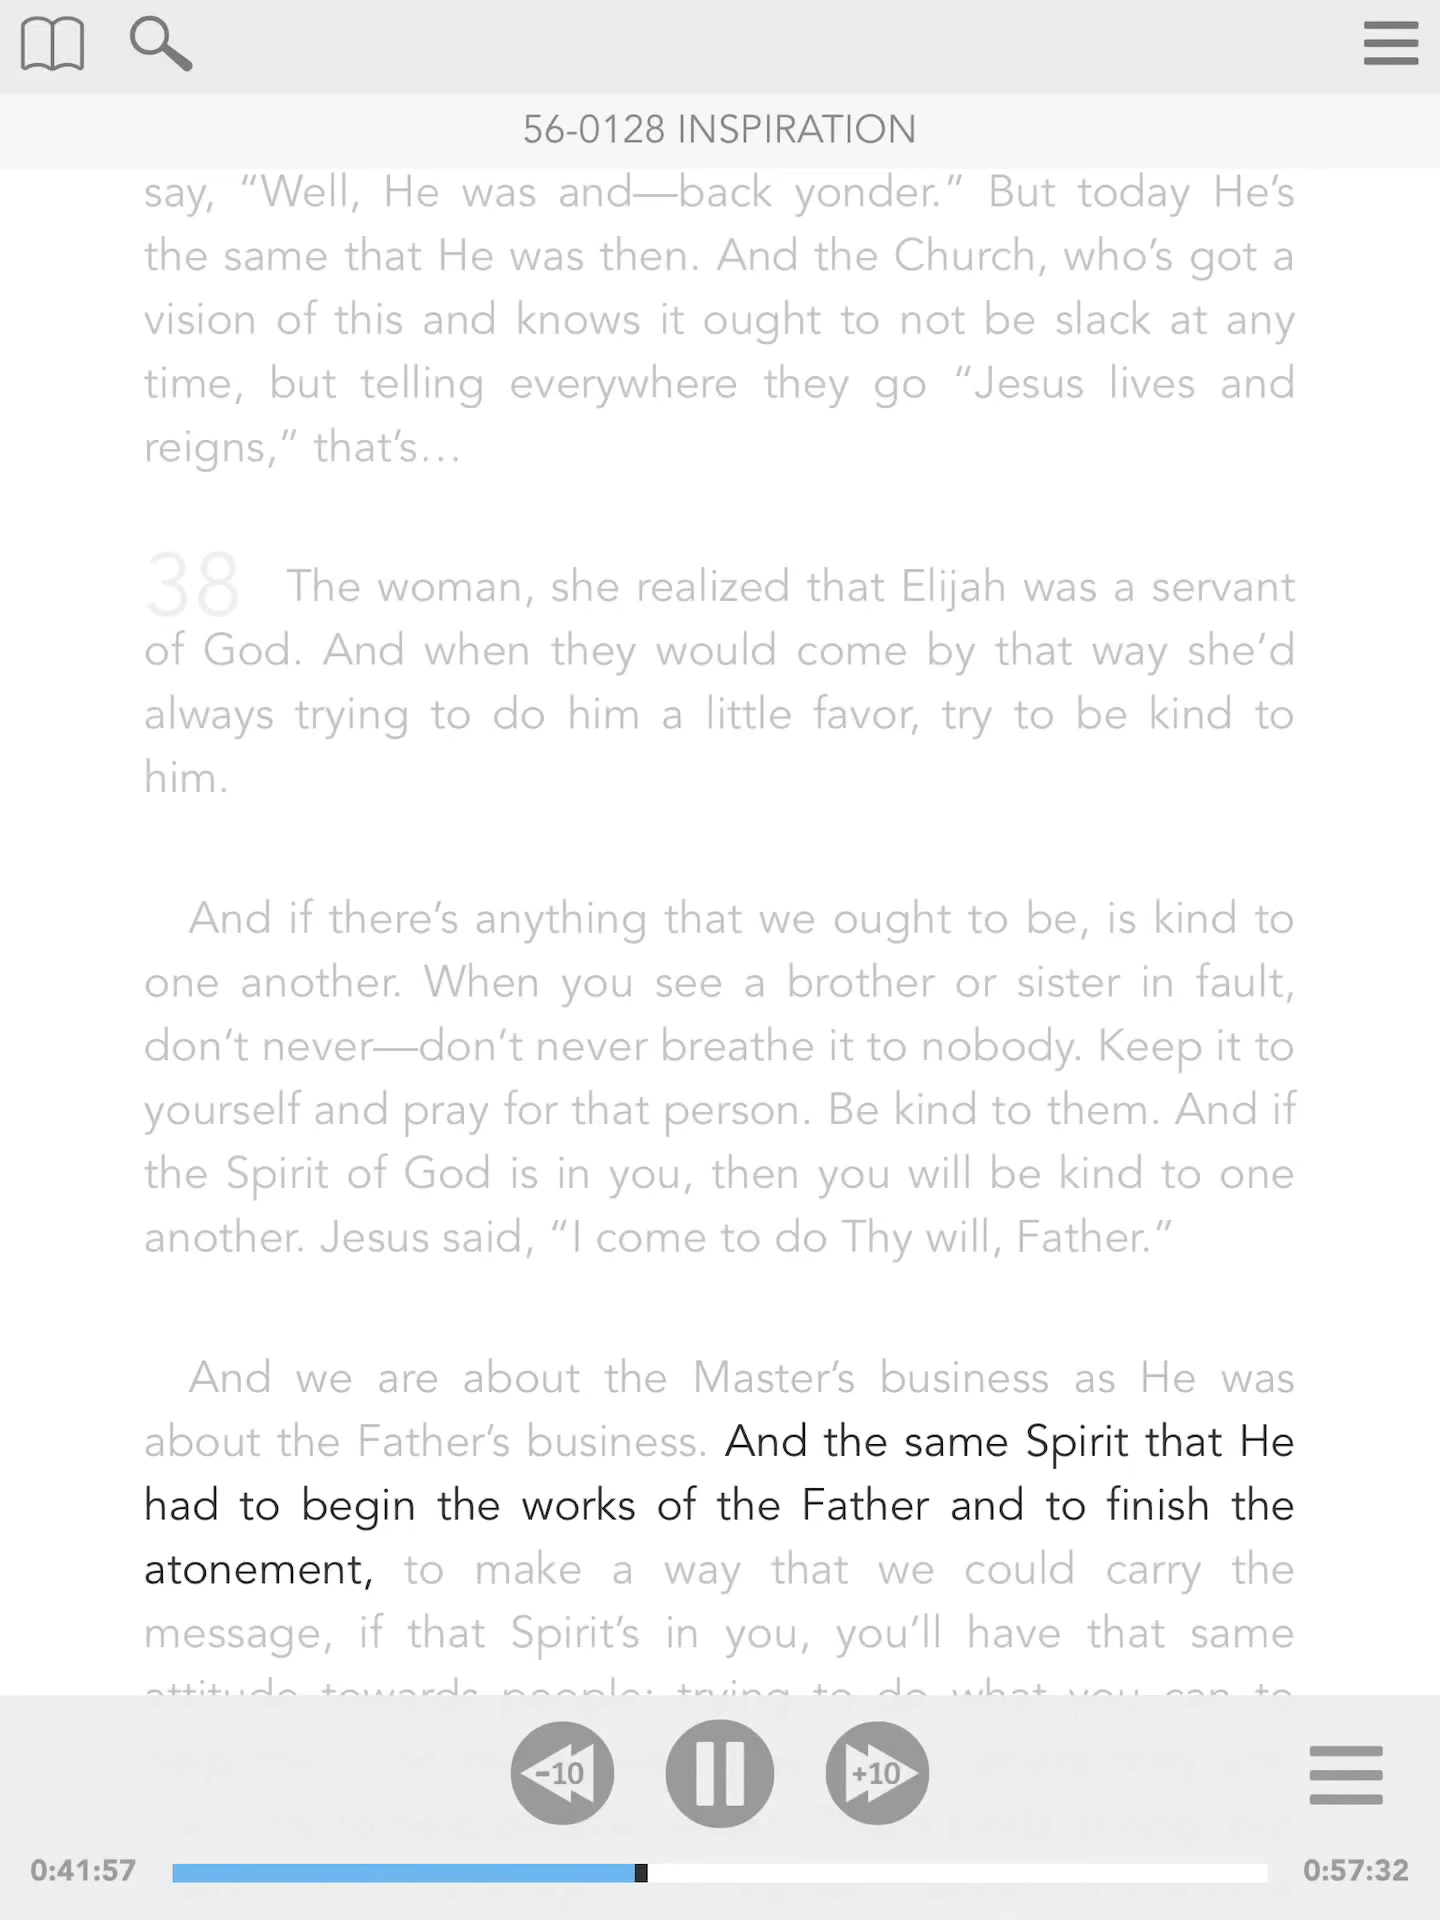 56-0128 INSPIRATION
say, “Well, He was and—back yonder.” But today He’s
the same that He was then. And the Church, who’s got a
vision of this and knows it ought to not be slack at any
time, but telling everywhere they go “Jesus lives and
reigns,” that’s…
38 The woman, she realized that Elijah was a servant
of God. And when they would come by that way she’d
always trying to do him a little favor, try to be kind to
him.
And if there’s anything that we ought to be, is kind to
one another. When you see a brother or sister in fault,
don’t never—don’t never breathe it to nobody. Keep it to
yourself and pray for that person. Be kind to them. And if
the Spirit of God is in you, then you will be kind to one
another. Jesus said, “I come to do Thy will, Father.”
And we are about the Master’s business as He was
about the Father’s business. And the same Spirit that He
had to begin the works of the Father and to finish the
atonement, to make a way that we could carry the
message, if that Spirit’s in you, you’ll have that same
attitude towards people; trying to do what you can to
-10 +10
0:41:57 0:57:32